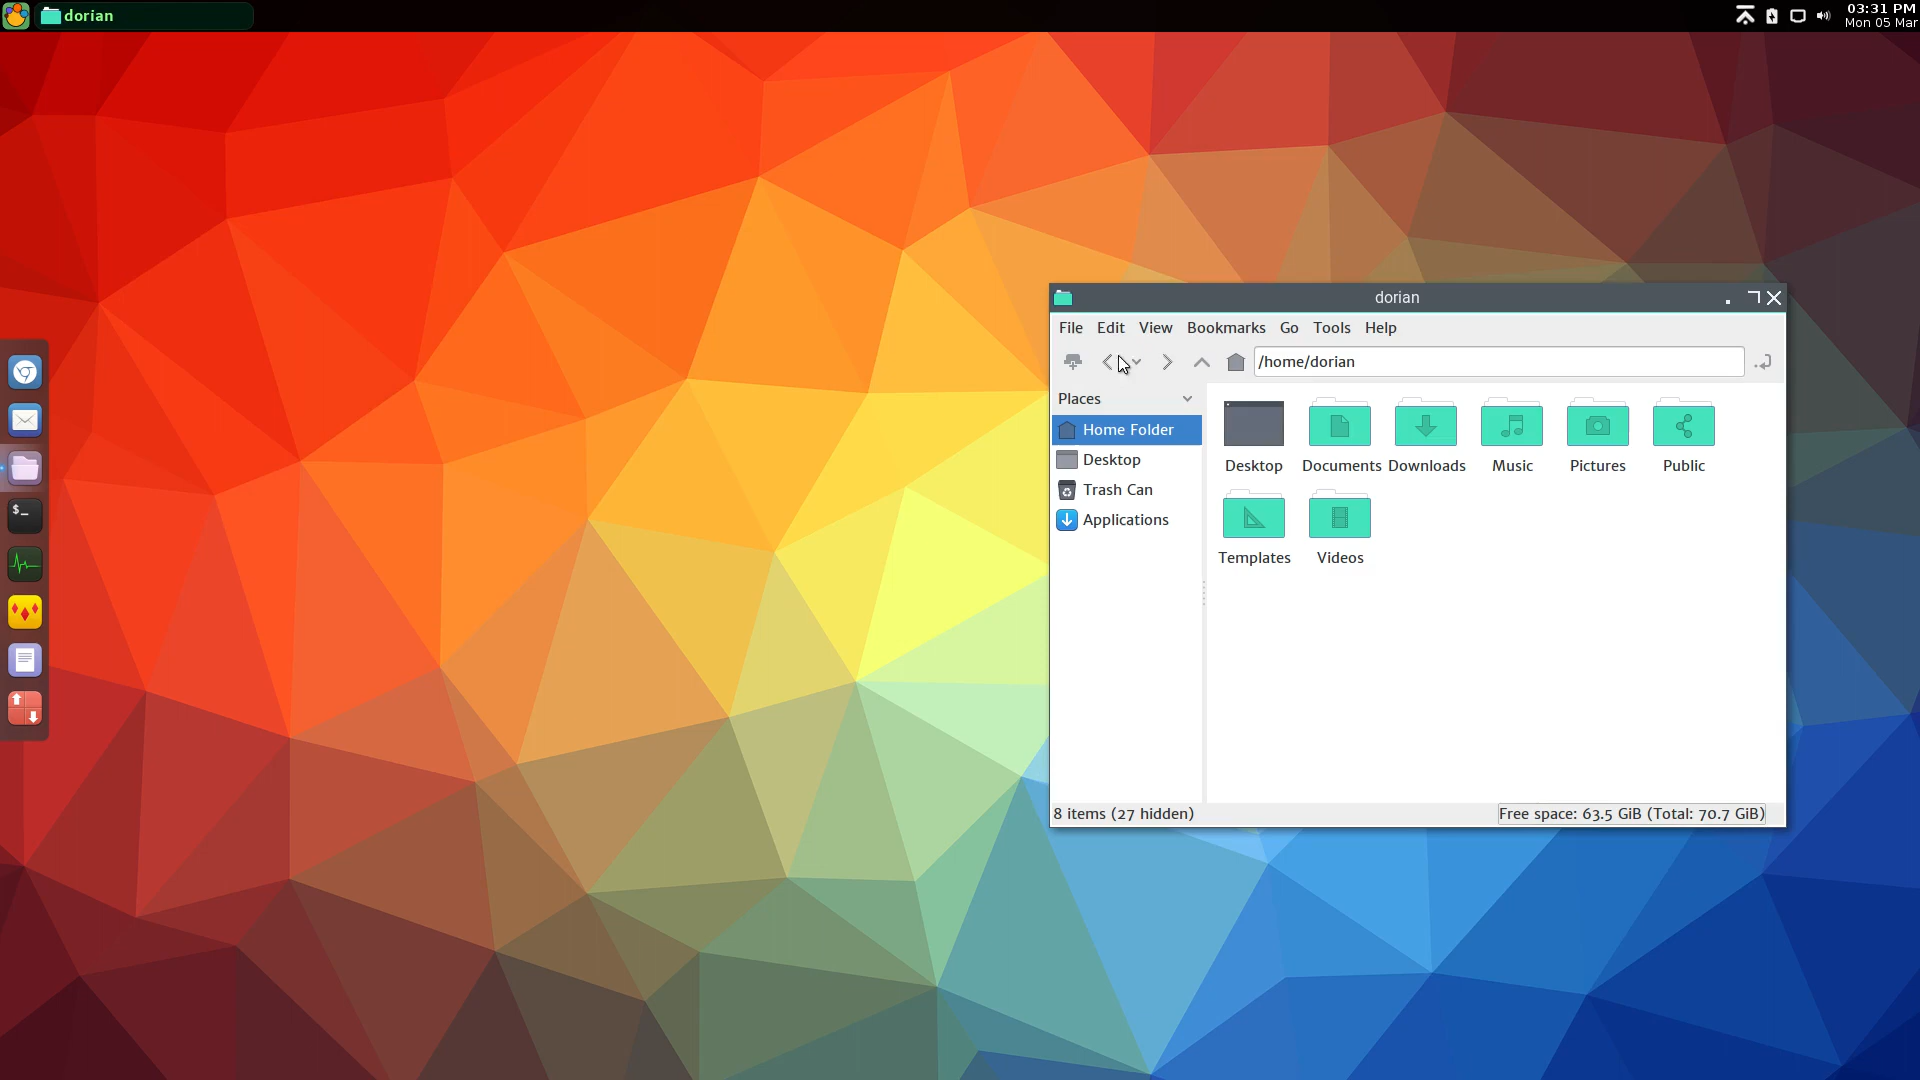 dorian
03:31 PM
Mon 05 Mar
dorian
File Edit View Bookmarks Go Tools Help
/home/dorian
Places
Home Folder
Desktop
Trash Can
Applications
Desktop Documents Downloads Music Pictures Public
Templates Videos
$_
8 items (27 hidden) Free space: 63.5 GiB (Total: 70.7 GiB)